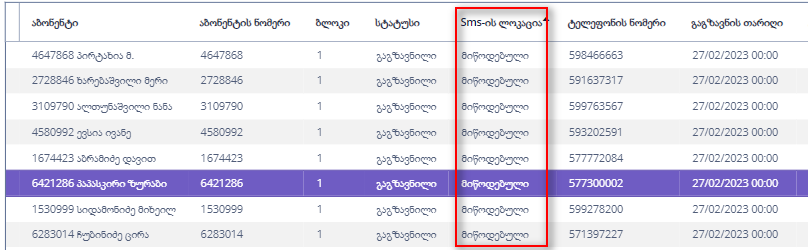 აბონენტი აბონენტის ნომერი ბლოკი სტატუსი Sms-ის ლოკაცია ტელეფონის ნომერი გაგზავნის თარიღი
4647868 პირტახია მ. 4647868 1 გაგზავნილი მიწოდებული 598466663 27/02/2023 00:00
2728846 ხარებაშვილი მერი 2728846 1 გაგზავნილი მიწოდებული 591637317 27/02/2023 00:00
3109790 ალთუნაშვილი ნანა 3109790 1 გაგზავნილი მიწოდებული 599763567 27/02/2023 00:00
4580992 ევსია ივანე 4580992 1 გაგზავნილი მიწოდებული 593202591 27/02/2023 00:00
1674423 აბრამიძე დავით 1674423 1 გაგზავნილი მიწოდებული 577772084 27/02/2023 00:00
6421286 პაპასკირი ზურაბი 6421286 1 გაგზავნილი მიწოდებული 577300002 27/02/2023 00:00
1530999 სიდამონიძე მიხეილ 1530999 1 გაგზავნილი მიწოდებული 599278200 27/02/2023 00:00
6283014 ჩუბინიძე ცირა 6283014 1 გაგზავნილი მიწოდებული 571397227 27/02/2023 00:00